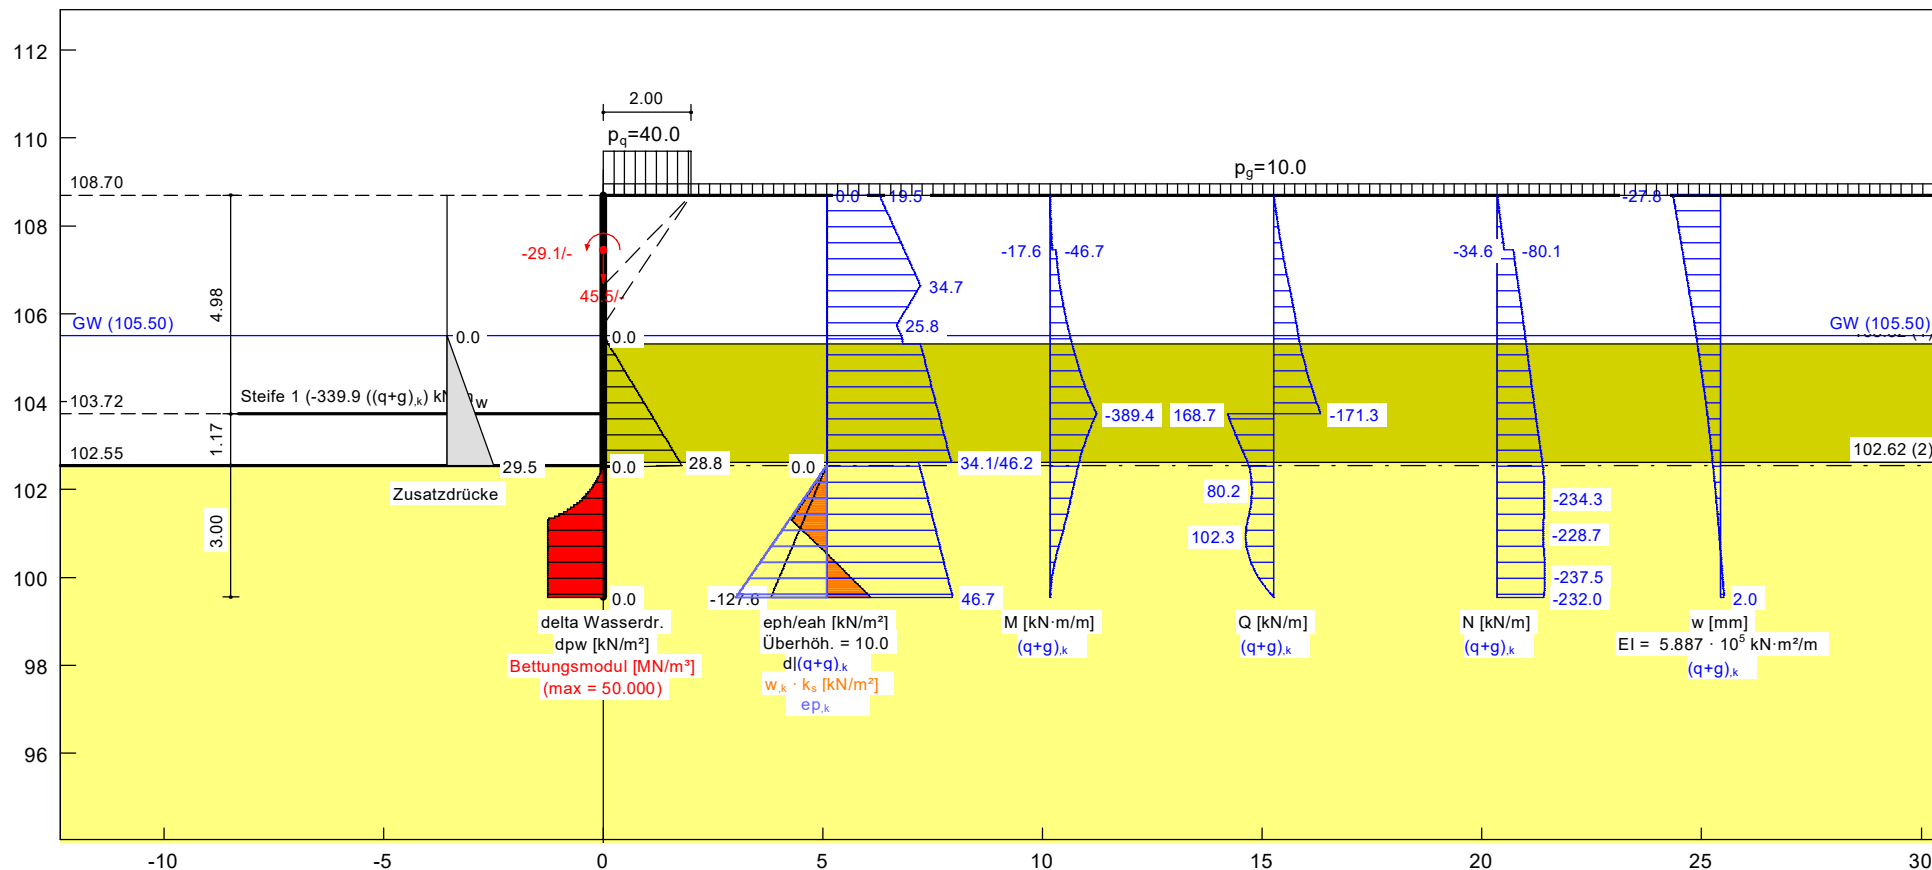 112
110
108
106
104
102
100
98
96
-10
-5
0
5
10
15
20
25
30
2.00
pq=40.0
pg=10.0
108.70
4.98
GW (105.50)
103.72
1.17
102.55
3.00
Steife 1 (-339.9 ((q+g),k)
w
0.0
29.5
Zusatzdrücke
-29.1/-
45.5/-
0.0
28.8
0.0
0.0
0.0
-127.6
0.0
19.5
34.7
25.8
34.1/46.2
46.7
-17.6
-46.7
-389.4
168.7
-171.3
80.2
102.3
-34.6
-80.1
-234.3
-228.7
-237.5
-232.0
-27.8
2.0
GW (105.50)
102.62 (2)
delta Wasserdr.
dpw [kN/m²]
Bettungsmodul [MN/m³]
(max = 50.000)
eph/eah [kN/m²]
Überhöh. = 10.0
d|(q+g),k
w,k · ks [kN/m²]
ep,k
M [kN·m/m]
(q+g),k
Q [kN/m]
(q+g),k
N [kN/m]
(q+g),k
w [mm]
EI = 5.887 · 10⁵ kN·m²/m
(q+g),k